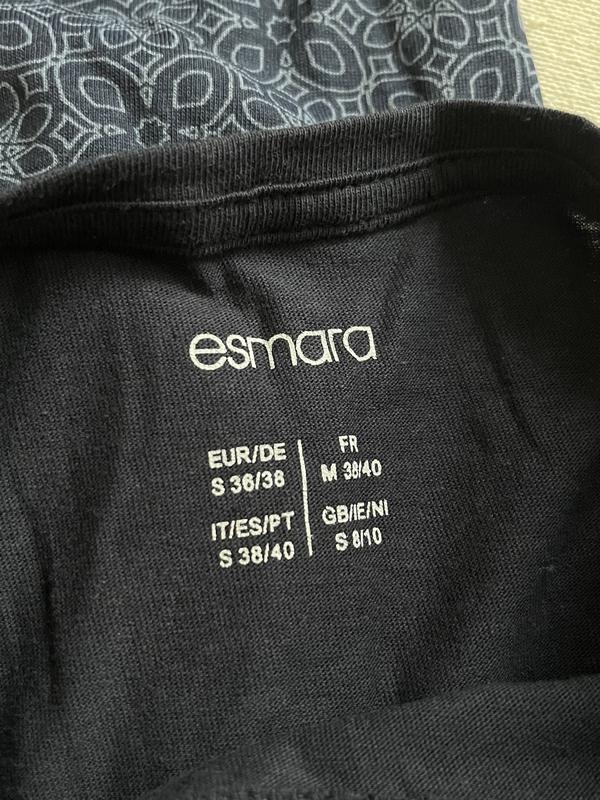 esmara
EUR/DE
S 36/38
FR
M 38/40
IT/ES/PT
S 38/40
GB/IE/NI
S 8/10